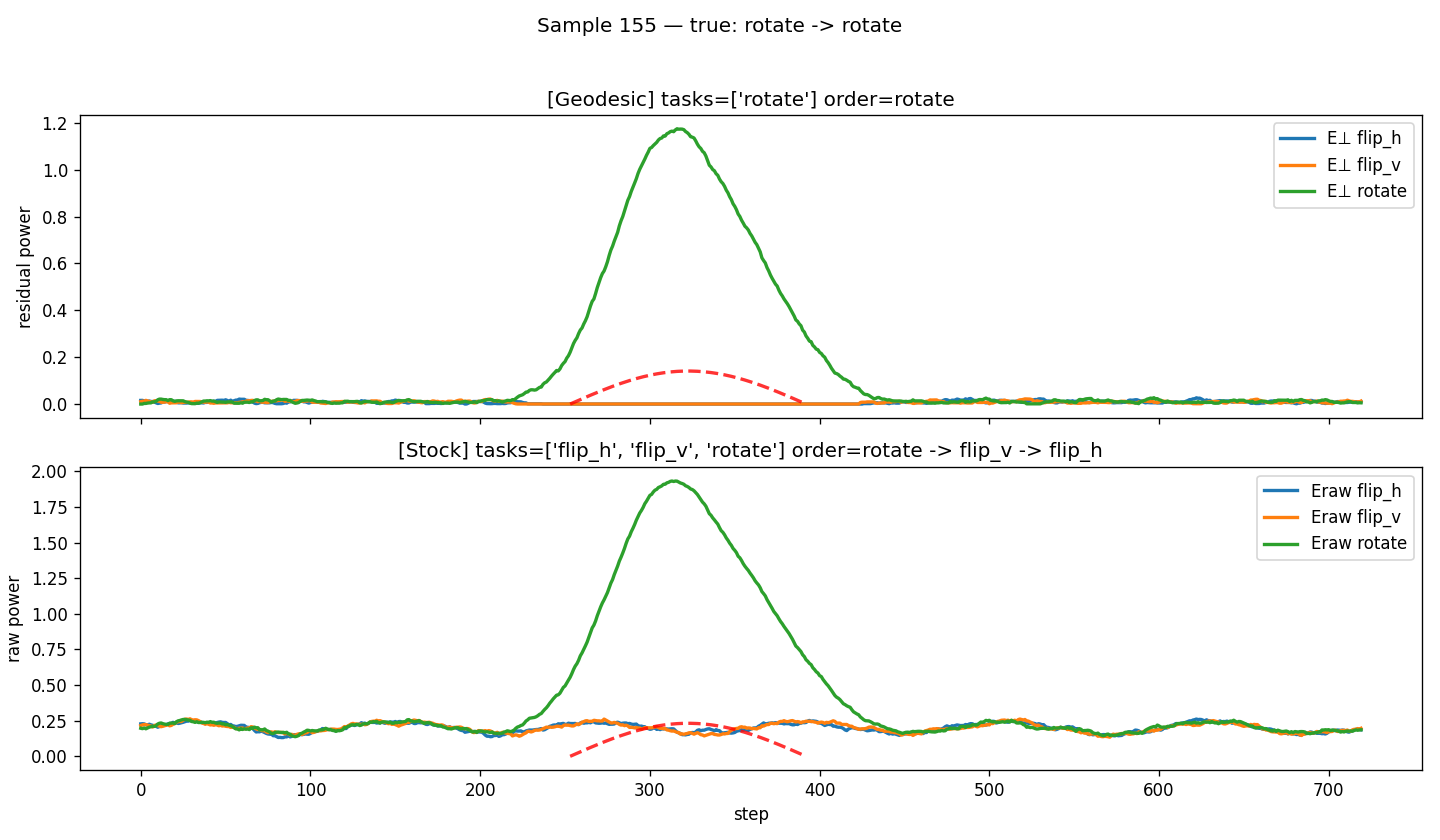 Sample 155 — true: rotate -> rotate
[Geodesic] tasks=['rotate'] order=rotate
1.2
1.0
0.8
0.6
0.4
0.2
0.0
residual power
E⊥ flip_h
E⊥ flip_v
E⊥ rotate
[Stock] tasks=['flip_h', 'flip_v', 'rotate'] order=rotate -> flip_v -> flip_h
2.00
1.75
1.50
1.25
1.00
0.75
0.50
0.25
0.00
raw power
Eraw flip_h
Eraw flip_v
Eraw rotate
0 100 200 300 400 500 600 700
step